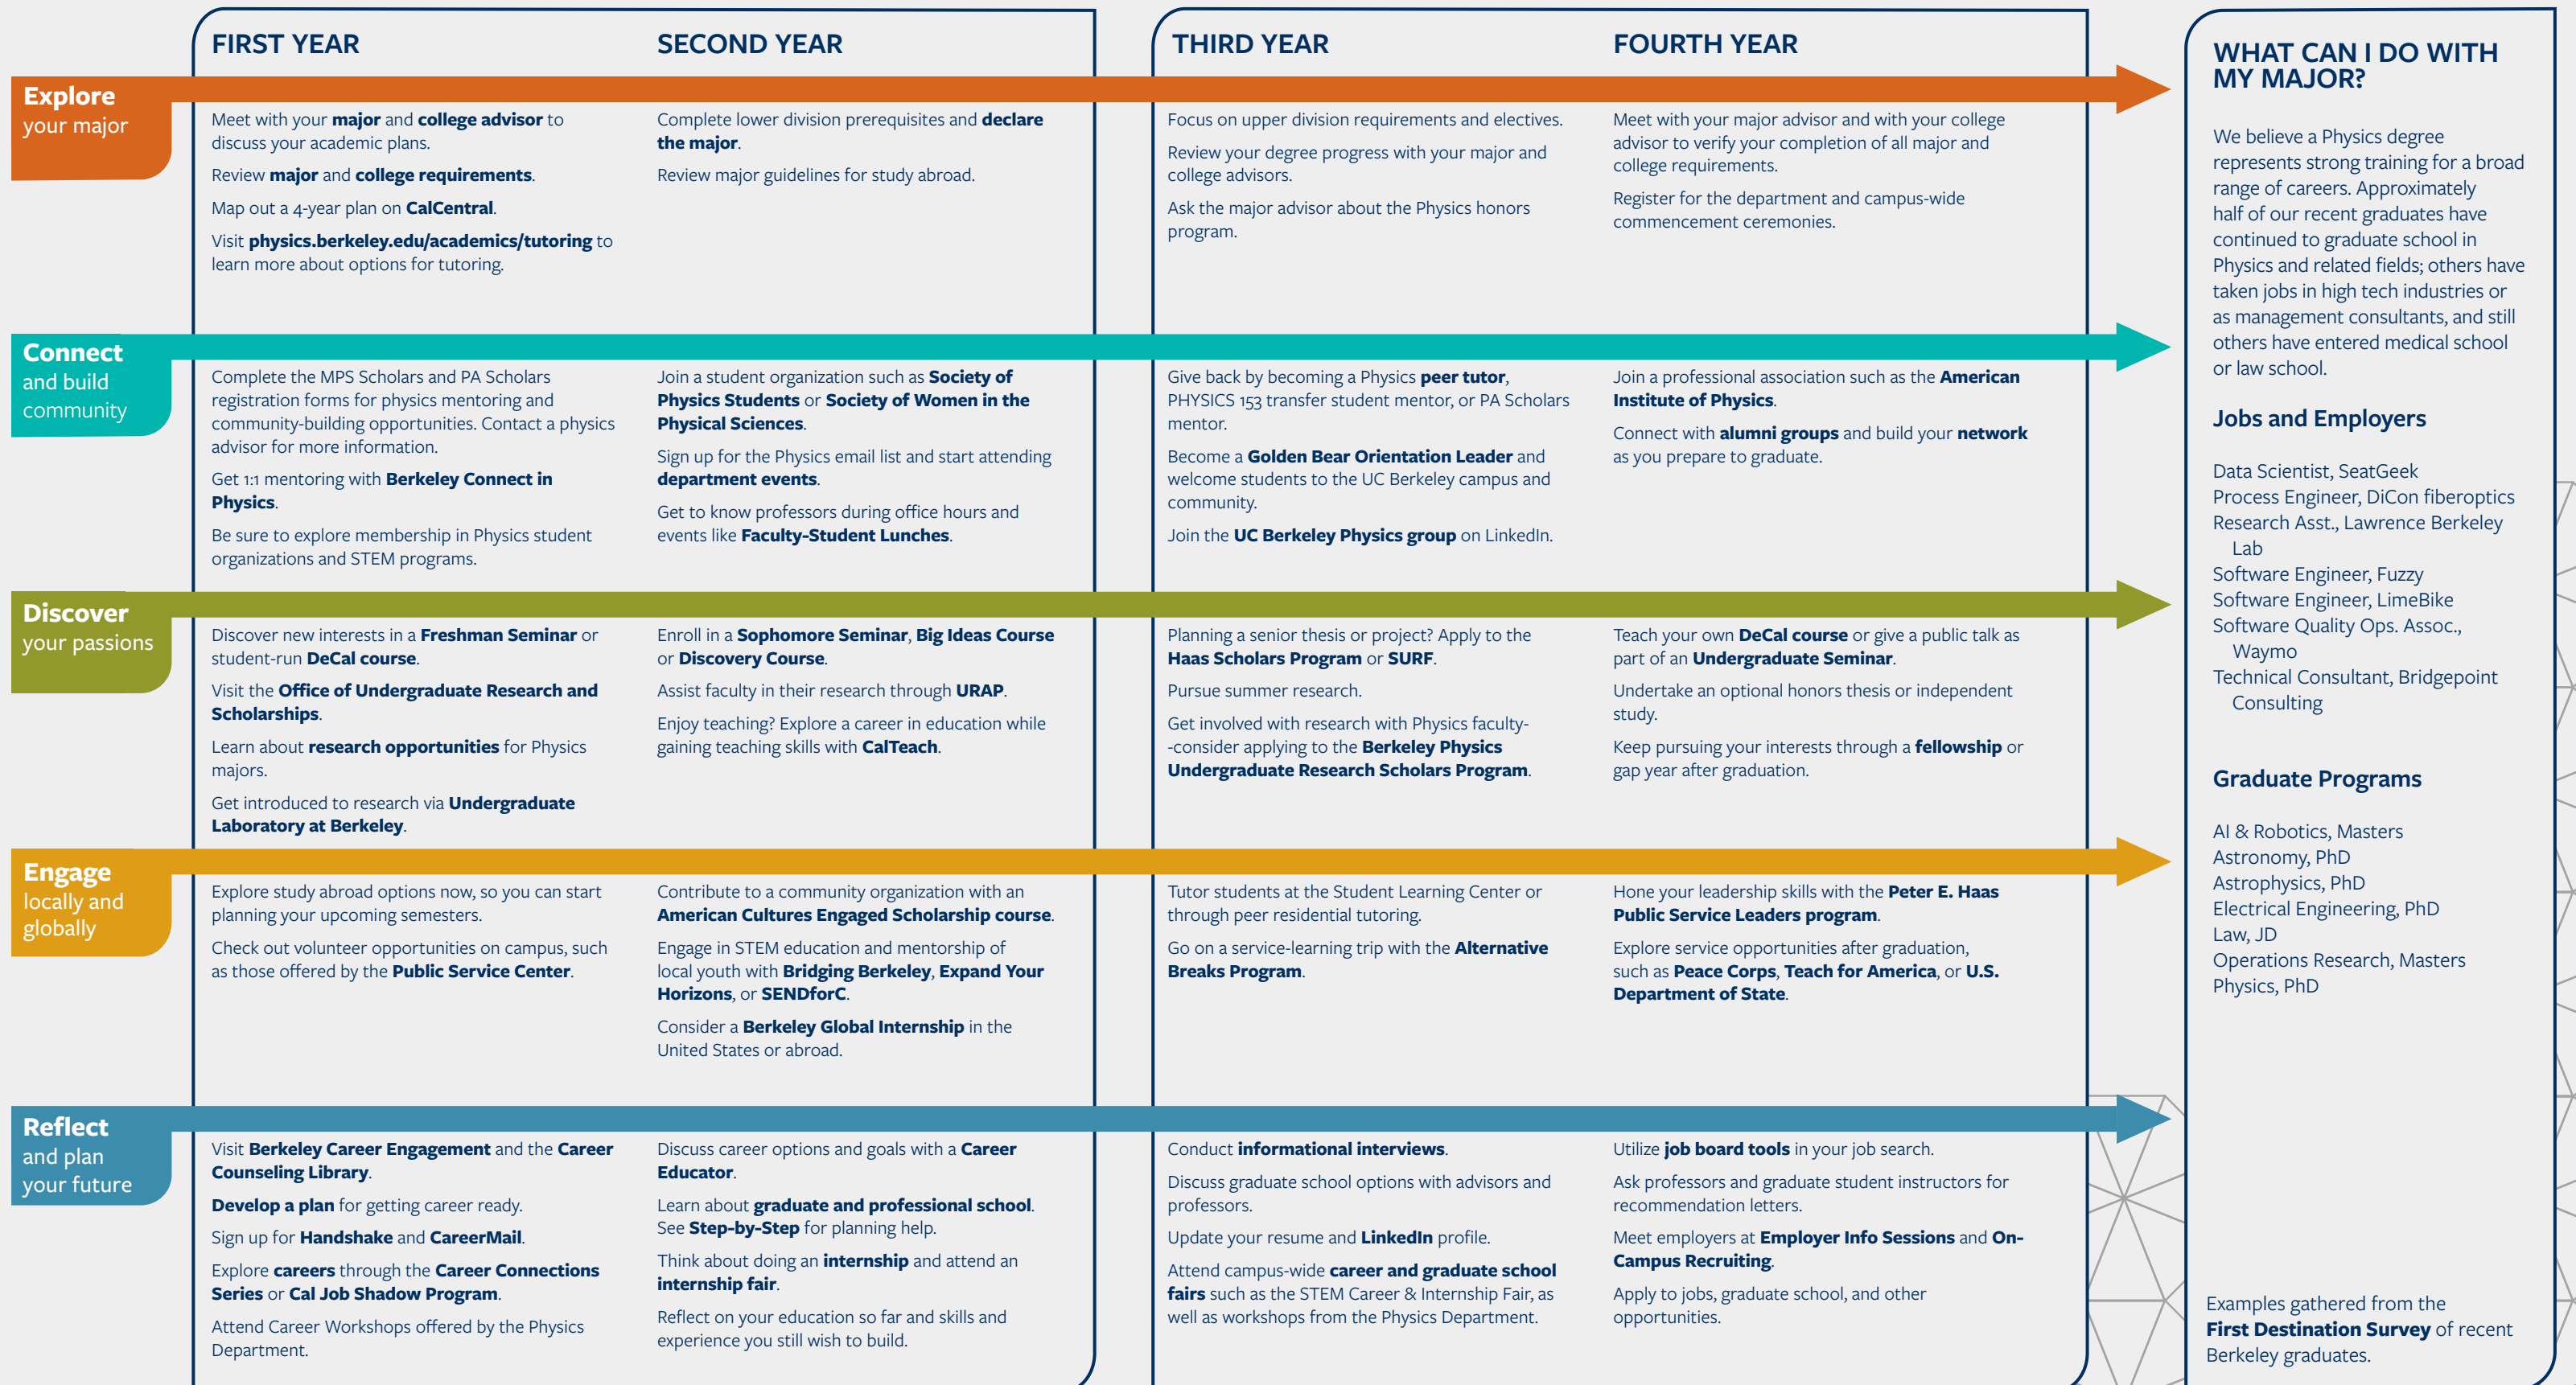 FIRST YEAR
SECOND YEAR
THIRD YEAR
FOURTH YEAR
Explore
your major
Meet with your major and college advisor to
discuss your academic plans.
Review major and college requirements.
Map out a 4-year plan on CalCentral.
Visit physics.berkeley.edu/academics/tutoring to
learn more about options for tutoring.
Complete lower division prerequisites and declare
the major.
Review major guidelines for study abroad.
Focus on upper division requirements and electives.
Review your degree progress with your major and
college advisors.
Ask the major advisor about the Physics honors
program.
Meet with your major advisor and with your college
advisor to verify your completion of all major and
college requirements.
Register for the department and campus-wide
commencement ceremonies.
Connect
and build
community
Complete the MPS Scholars and PA Scholars
registration forms for physics mentoring and
community-building opportunities. Contact a physics
advisor for more information.
Get 1:1 mentoring with Berkeley Connect in
Physics.
Be sure to explore membership in Physics student
organizations and STEM programs.
Join a student organization such as Society of
Physics Students or Society of Women in the
Physical Sciences.
Sign up for the Physics email list and start attending
department events.
Get to know professors during office hours and
events like Faculty-Student Lunches.
Give back by becoming a Physics peer tutor,
PHYSICS 153 transfer student mentor, or PA Scholars
mentor.
Become a Golden Bear Orientation Leader and
welcome students to the UC Berkeley campus and
community.
Join the UC Berkeley Physics group on LinkedIn.
Join a professional association such as the American
Institute of Physics.
Connect with alumni groups and build your network
as you prepare to graduate.
Discover
your passions
Discover new interests in a Freshman Seminar or
student-run DeCal course.
Visit the Office of Undergraduate Research and
Scholarships.
Learn about research opportunities for Physics
majors.
Get introduced to research via Undergraduate
Laboratory at Berkeley.
Enroll in a Sophomore Seminar, Big Ideas Course
or Discovery Course.
Assist faculty in their research through URAP.
Enjoy teaching? Explore a career in education while
gaining teaching skills with CalTeach.
Planning a senior thesis or project? Apply to the
Haas Scholars Program or SURF.
Pursue summer research.
Get involved with research with Physics faculty-
-consider applying to the Berkeley Physics
Undergraduate Research Scholars Program.
Teach your own DeCal course or give a public talk as
part of an Undergraduate Seminar.
Undertake an optional honors thesis or independent
study.
Keep pursuing your interests through a fellowship or
gap year after graduation.
Engage
locally and
globally
Explore study abroad options now, so you can start
planning your upcoming semesters.
Check out volunteer opportunities on campus, such
as those offered by the Public Service Center.
Contribute to a community organization with an
American Cultures Engaged Scholarship course.
Engage in STEM education and mentorship of
local youth with Bridging Berkeley, Expand Your
Horizons, or SENDforC.
Consider a Berkeley Global Internship in the
United States or abroad.
Tutor students at the Student Learning Center or
through peer residential tutoring.
Go on a service-learning trip with the Alternative
Breaks Program.
Hone your leadership skills with the Peter E. Haas
Public Service Leaders program.
Explore service opportunities after graduation,
such as Peace Corps, Teach for America, or U.S.
Department of State.
Reflect
and plan
your future
Visit Berkeley Career Engagement and the Career
Counseling Library.
Develop a plan for getting career ready.
Sign up for Handshake and CareerMail.
Explore careers through the Career Connections
Series or Cal Job Shadow Program.
Attend Career Workshops offered by the Physics
Department.
Discuss career options and goals with a Career
Educator.
Learn about graduate and professional school.
See Step-by-Step for planning help.
Think about doing an internship and attend an
internship fair.
Reflect on your education so far and skills and
experience you still wish to build.
Conduct informational interviews.
Discuss graduate school options with advisors and
professors.
Update your resume and LinkedIn profile.
Attend campus-wide career and graduate school
fairs such as the STEM Career & Internship Fair, as
well as workshops from the Physics Department.
Utilize job board tools in your job search.
Ask professors and graduate student instructors for
recommendation letters.
Meet employers at Employer Info Sessions and On-
Campus Recruiting.
Apply to jobs, graduate school, and other
opportunities.
WHAT CAN I DO WITH
MY MAJOR?
We believe a Physics degree
represents strong training for a broad
range of careers. Approximately
half of our recent graduates have
continued to graduate school in
Physics and related fields; others have
taken jobs in high tech industries or
as management consultants, and still
others have entered medical school
or law school.
Jobs and Employers
Data Scientist, SeatGeek
Process Engineer, DiCon fiberoptics
Research Asst., Lawrence Berkeley
Lab
Software Engineer, Fuzzy
Software Engineer, LimeBike
Software Quality Ops. Assoc.,
Waymo
Technical Consultant, Bridgepoint
Consulting
Graduate Programs
AI & Robotics, Masters
Astronomy, PhD
Astrophysics, PhD
Electrical Engineering, PhD
Law, JD
Operations Research, Masters
Physics, PhD
Examples gathered from the
First Destination Survey of recent
Berkeley graduates.